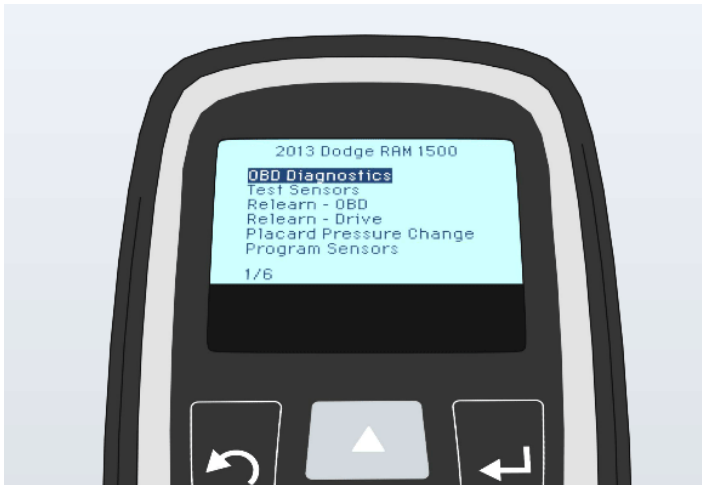 2013 Dodge RAM 1500
OBD Diagnostics
Test Sensors
Relearn - OBD
Relearn - Drive
Placard Pressure Change
Program Sensors
1/6